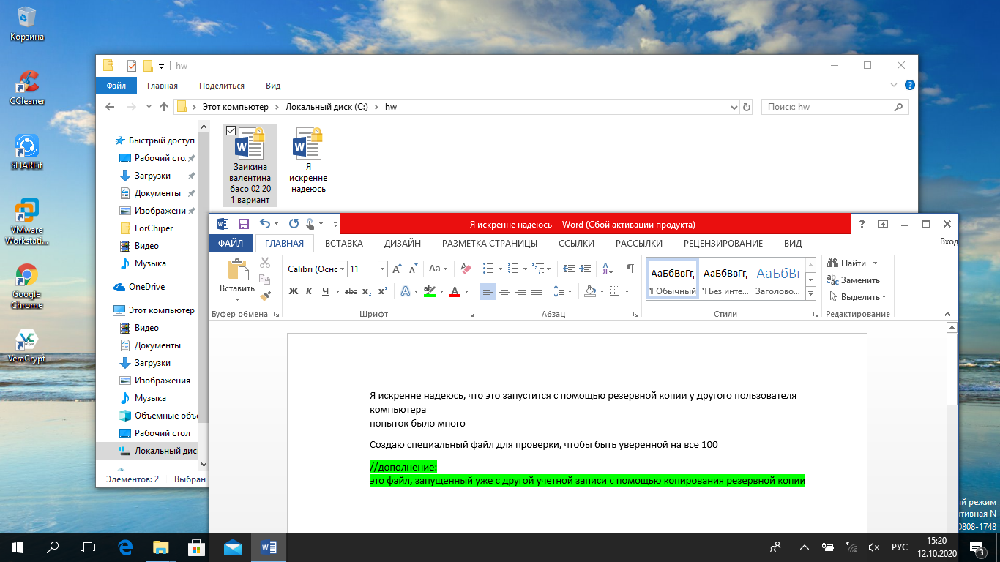 Корзина
CCleaner
SHAREit
VMware
Workstati...
Google
Chrome
VeraCrypt
hw
Файл
Главная
Поделиться
Вид
Этот компьютер
Локальный диск (C:)
hw
Поиск: hw
Быстрый доступ
Рабочий сто.
Загрузки
Документы
Изображени
ForChiper
Видео
Музыка
OneDrive
Этот компьютер
Видео
Документы
Загрузки
Изображения
Музыка
Объемные объ
Рабочий стол
Локальный дис
Элементов: 2
Выбран
Заикина
валентина
басо 02 20
1 вариант
Я
искренне
надеюсь
Я искренне надеюсь - Word (Сбой активации продукта)
ФАЙЛ
ГЛАВНАЯ
ВСТАВКА
ДИЗАЙН
РАЗМЕТКА СТРАНИЦЫ
ССЫЛКИ
РАССЫЛКИ
РЕЦЕНЗИРОВАНИЕ
ВИД
Вход
Вставить
Буфер обмена
Calibri (Оснс
11
Aa
Ж К Ч abc x₂ x²
Шрифт
Абзац
АаБбВвГг,
¶ Обычный
АаБбВвГг,
¶ Без инте...
АаБбВв
Заголово...
Стили
Найти
Заменить
Выделить
Редактирование
Я искренне надеюсь, что это запустится с помощью резервной копии у другого пользователя
компьютера
попыток было много
Создаю специальный файл для проверки, чтобы быть уверенной на все 100
//дополнение:
это файл, запущенный уже с другой учетной записи с помощью копирования резервной копии
ый режим
ативная N
0808-1748
РУС
15:20
12.10.2020
3